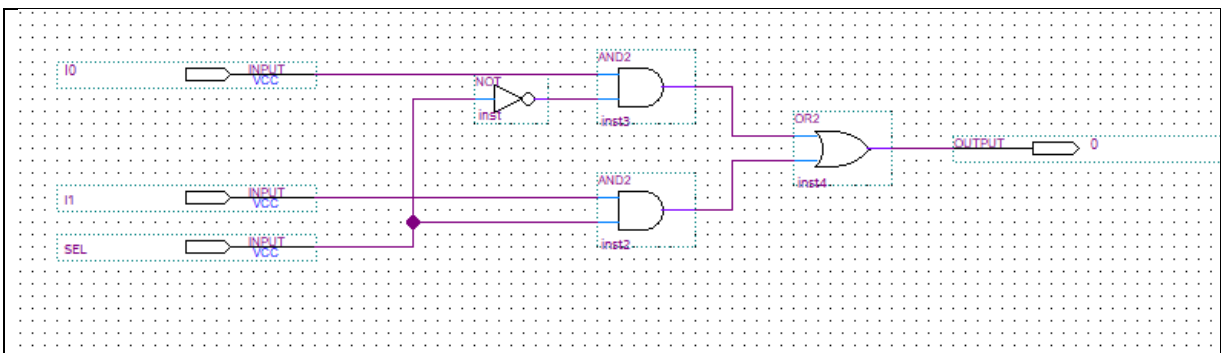 AND2
I0 INPUT
VCC
NOT
inst
inst3
OR2
OUTPUT 0
inst4
AND2
I1 INPUT
VCC
inst2
SEL INPUT
VCC